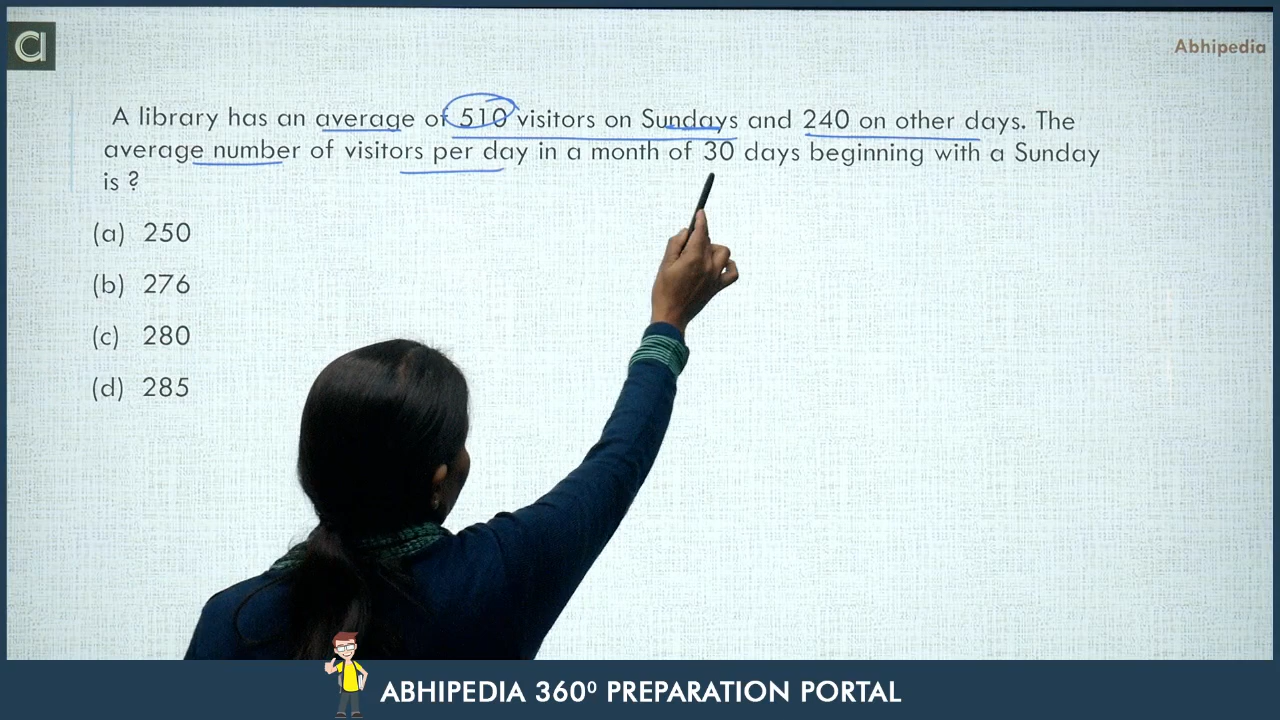 Abhipedia
A library has an average of 510 visitors on Sundays and 240 on other days. The
average number of visitors per day in a month of 30 days beginning with a Sunday
is ?
(a) 250
(b) 276
(c) 280
(d) 285
ABHIPEDIA 360⁰ PREPARATION PORTAL